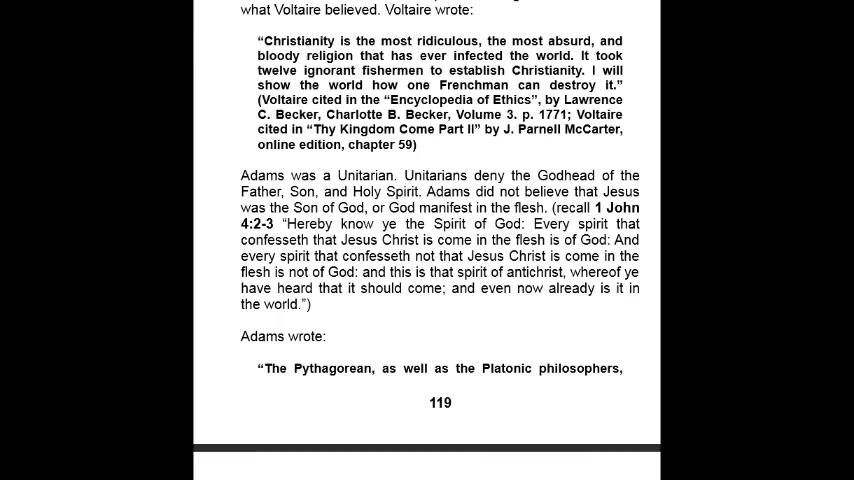 what Voltaire believed. Voltaire wrote:
“Christianity is the most ridiculous, the most absurd, and
bloody religion that has ever infected the world. It took
twelve ignorant fishermen to establish Christianity. I will
show the world how one Frenchman can destroy it.”
(Voltaire cited in the “Encyclopedia of Ethics”, by Lawrence
C. Becker, Charlotte B. Becker, Volume 3. p. 1771; Voltaire
cited in “Thy Kingdom Come Part II” by J. Parnell McCarter,
online edition, chapter 59)
Adams was a Unitarian. Unitarians deny the Godhead of the
Father, Son, and Holy Spirit. Adams did not believe that Jesus
was the Son of God, or God manifest in the flesh. (recall 1 John
4:2-3 “Hereby know ye the Spirit of God: Every spirit that
confesseth that Jesus Christ is come in the flesh is of God: And
every spirit that confesseth not that Jesus Christ is come in the
flesh is not of God: and this is that spirit of antichrist, whereof ye
have heard that it should come; and even now already is it in
the world.”)
Adams wrote:
“The Pythagorean, as well as the Platonic philosophers,
119